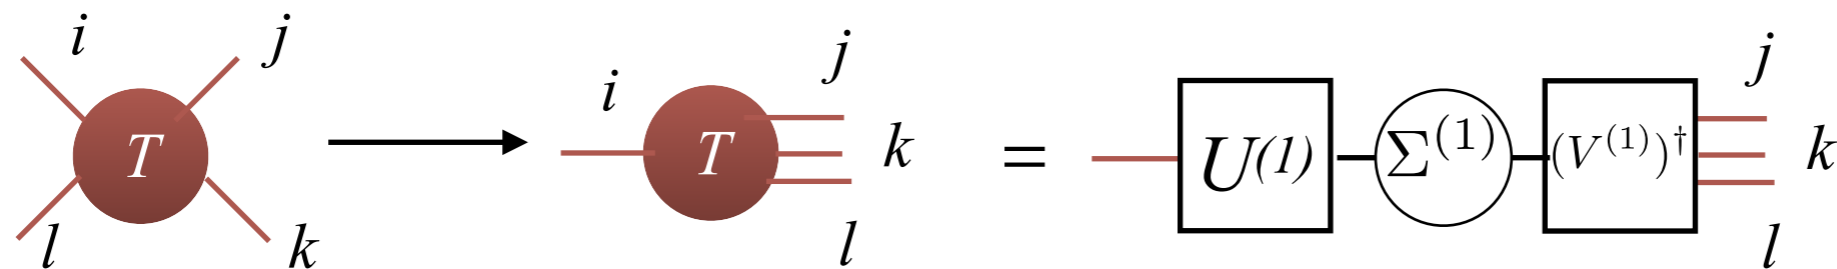 i j
T
l k
i j
T k
l
=
U(1) Σ(1) (V(1))†
j
k
l